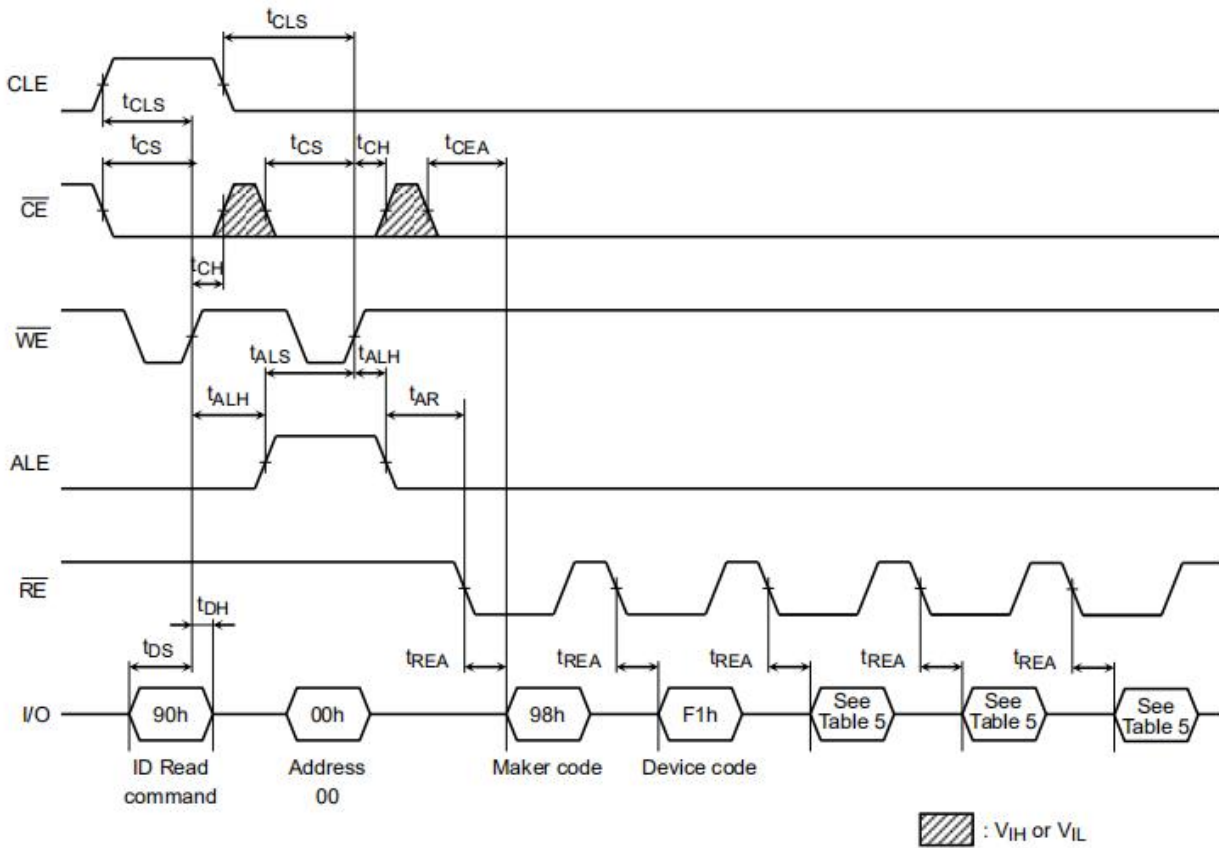 tCLS
CLE
tCLS
tCS
tCS
tCH
tCEA
CE
tCH
WE
tALS
tALH
tALH
tAR
ALE
RE
tDH
tDS
tREA
tREA
tREA
tREA
tREA
I/O
90h
00h
98h
F1h
See
Table 5
See
Table 5
See
Table 5
ID Read
command
Address
00
Maker code
Device code
: VIH or VIL